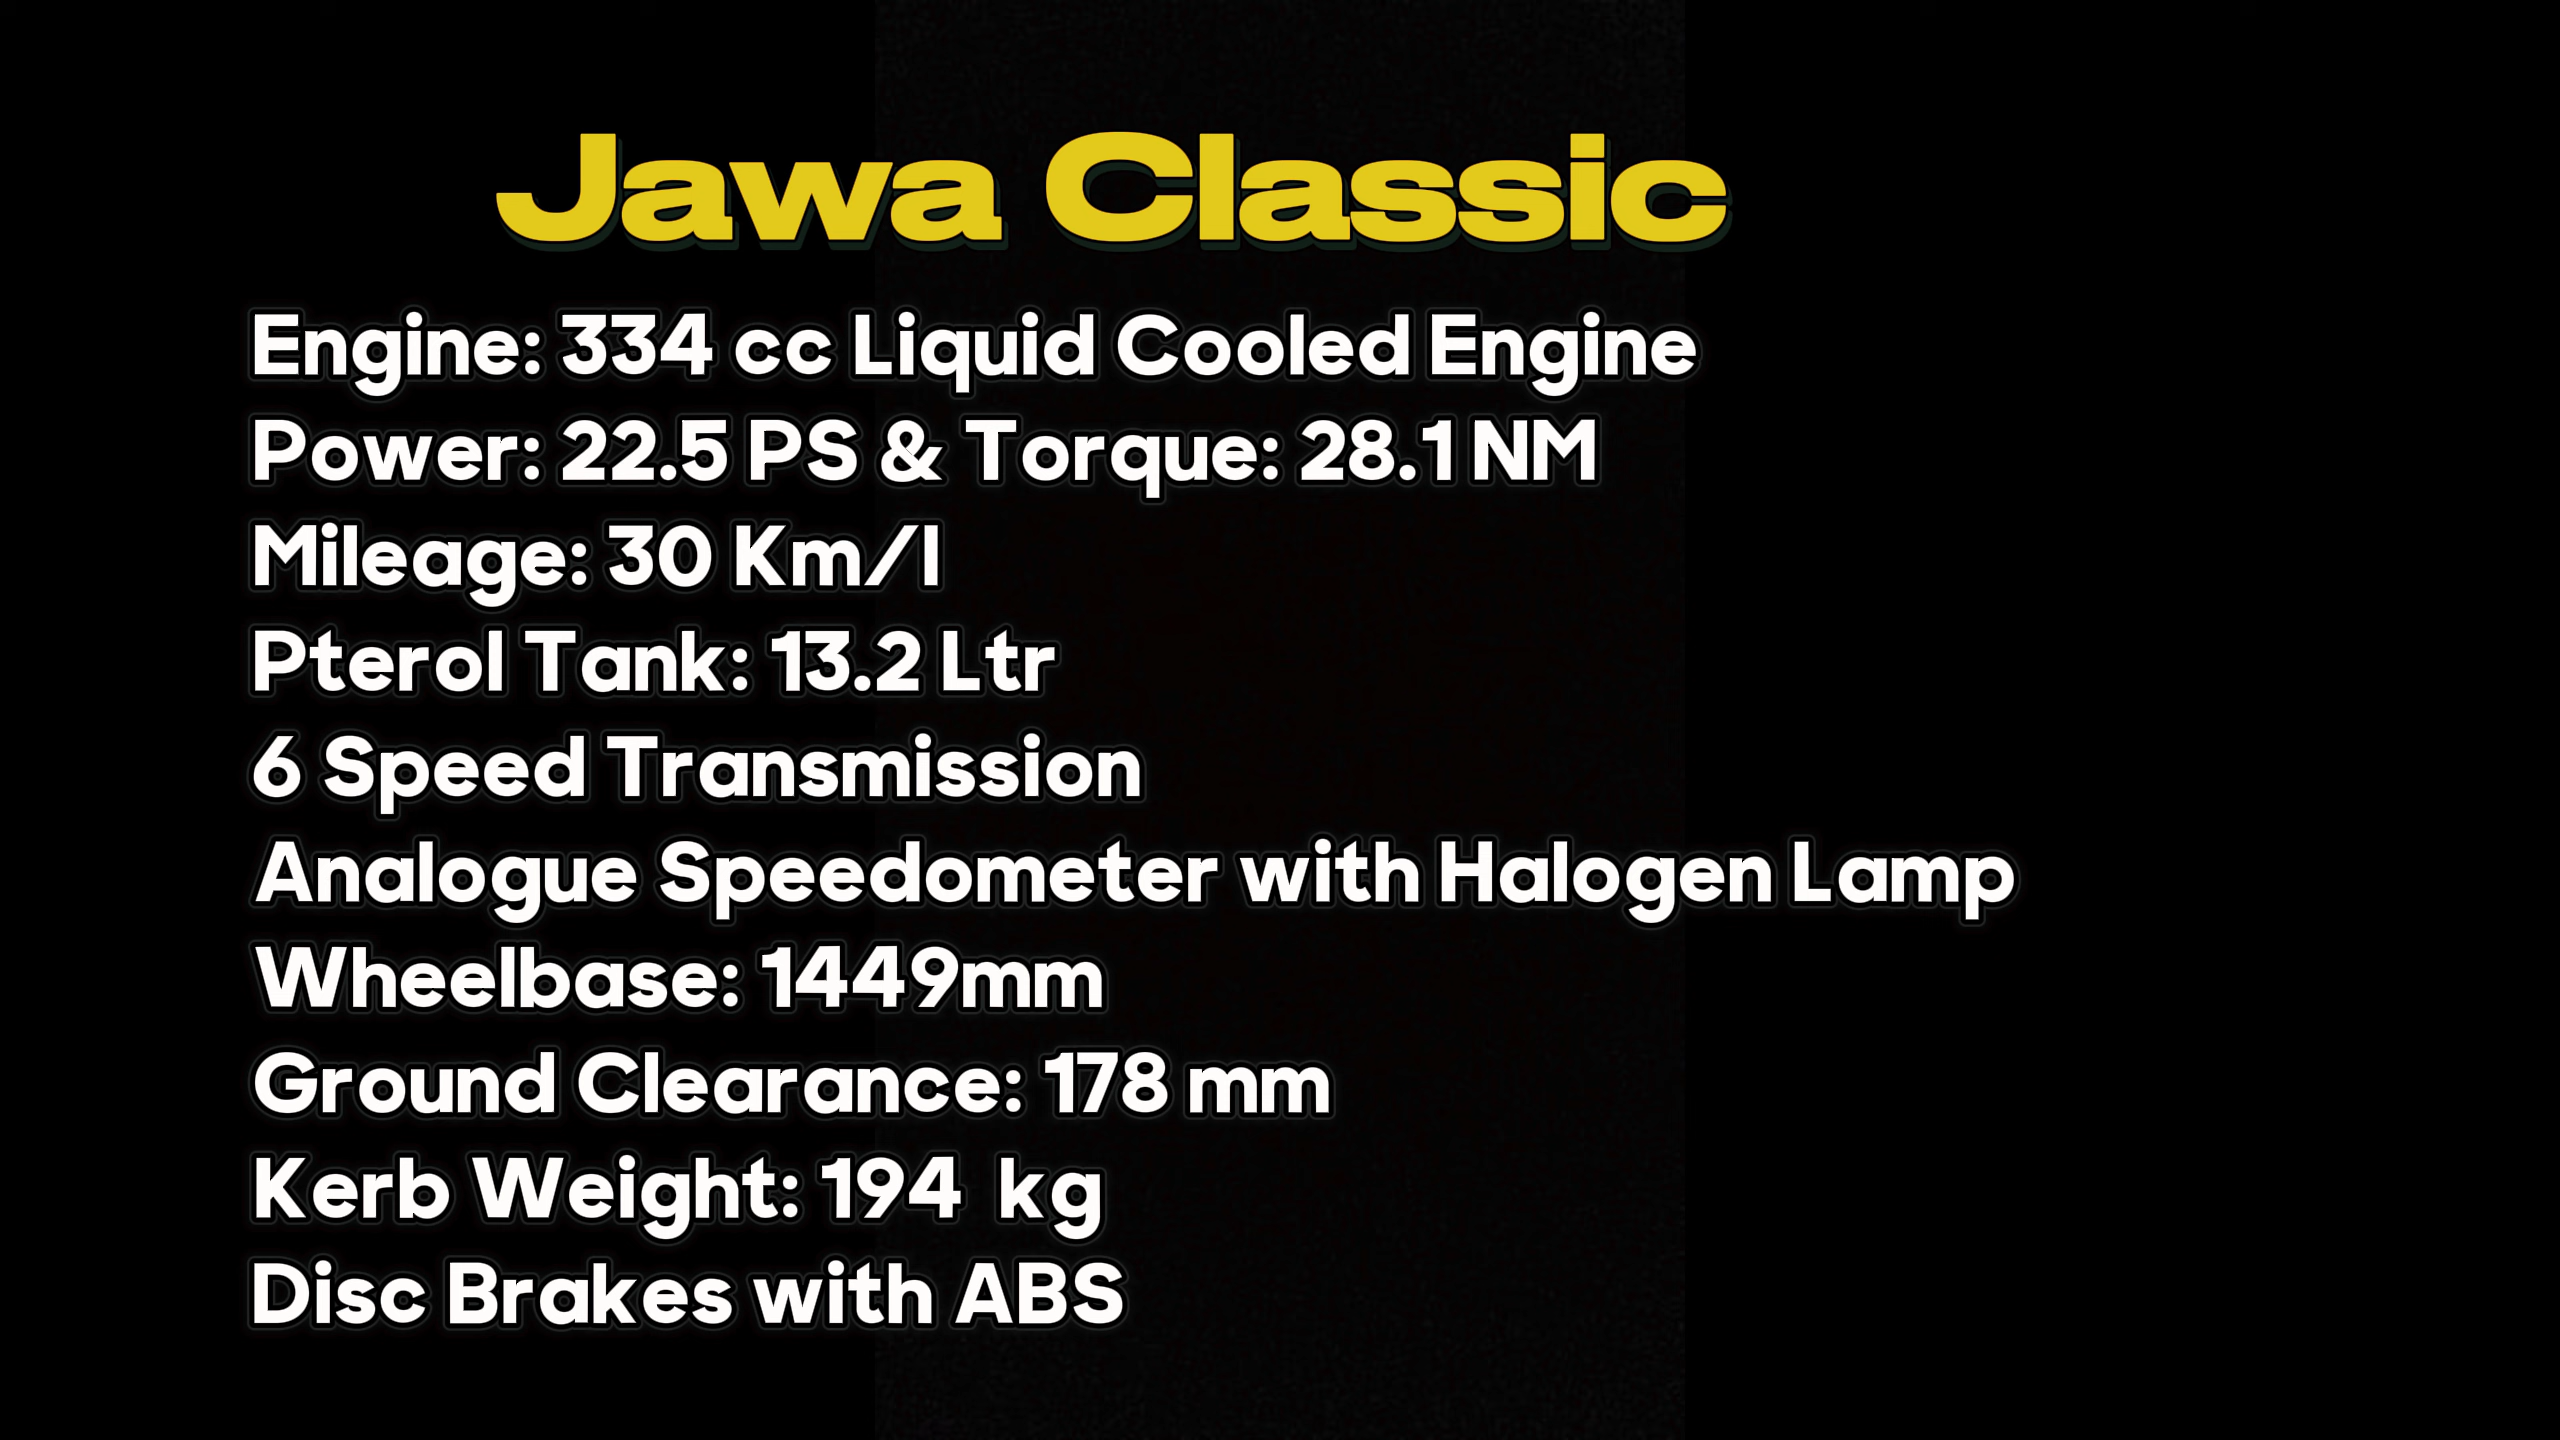 Jawa Classic
Engine: 334 cc Liquid Cooled Engine
Power: 22.5 PS & Torque: 28.1 NM
Mileage: 30 Km/l
Pterol Tank: 13.2 Ltr
6 Speed Transmission
Analogue Speedometer with Halogen Lamp
Wheelbase: 1449mm
Ground Clearance: 178 mm
Kerb Weight: 194  kg
Disc Brakes with ABS